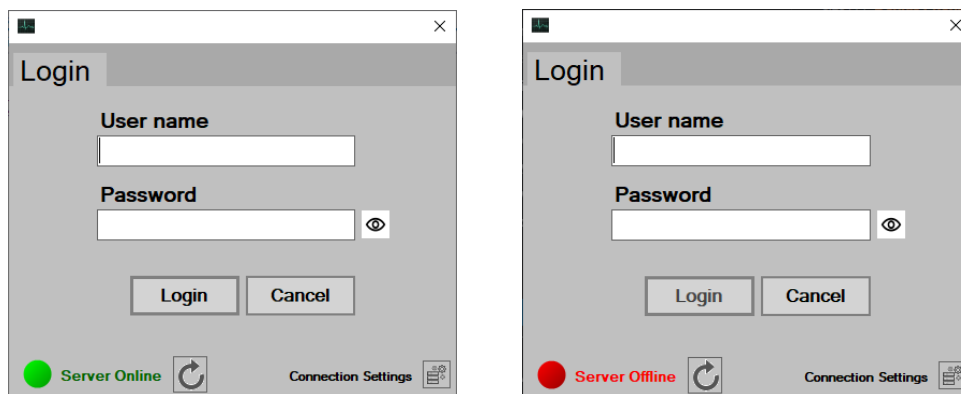 Login
User name
Password
Login Cancel
Server Online Connection Settings
Login
User name
Password
Login Cancel
Server Offline Connection Settings